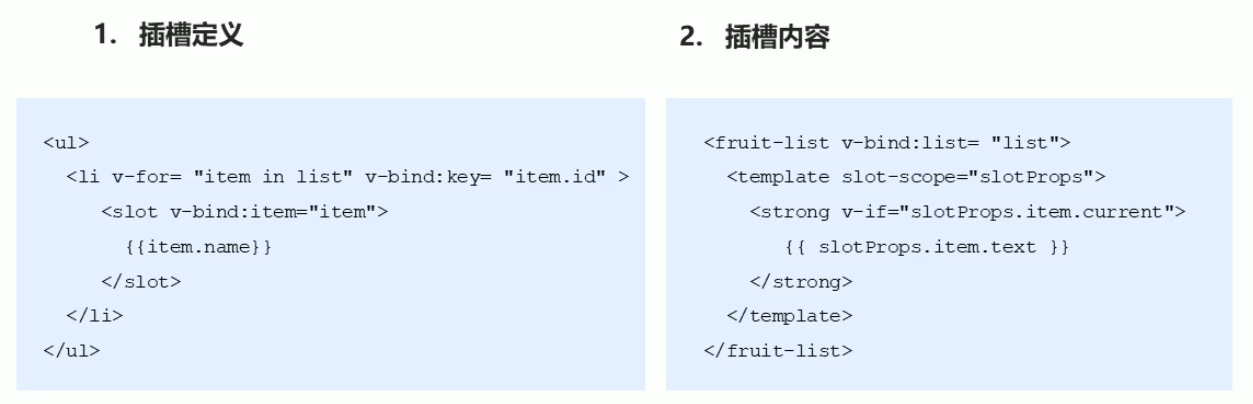 1. 插槽定义
<ul>
<li v-for= "item in list" v-bind:key= "item.id" >
<slot v-bind:item="item">
{{item.name}}
</slot>
</li>
</ul>
2. 插槽内容
<fruit-list v-bind:list= "list">
<template slot-scope="slotProps">
<strong v-if="slotProps.item.current">
{{ slotProps.item.text }}
</strong>
</template>
</fruit-list>